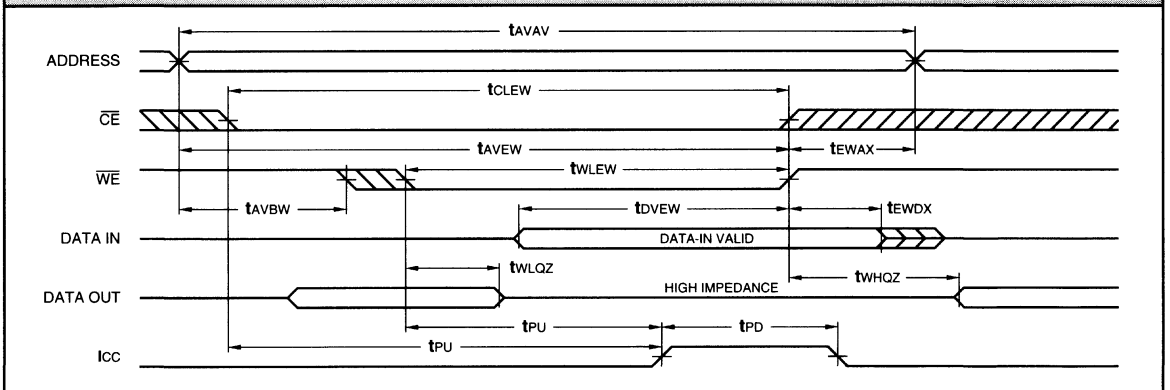 tAVAV
ADDRESS
tCLEW
CE
tAVEW
tEWAX
WE
tWLEW
tAVBW
tDVEW
tEWDX
DATA IN
DATA-IN VALID
tWLQZ
tWHQZ
DATA OUT
HIGH IMPEDANCE
tPU
tPD
tPU
ICC